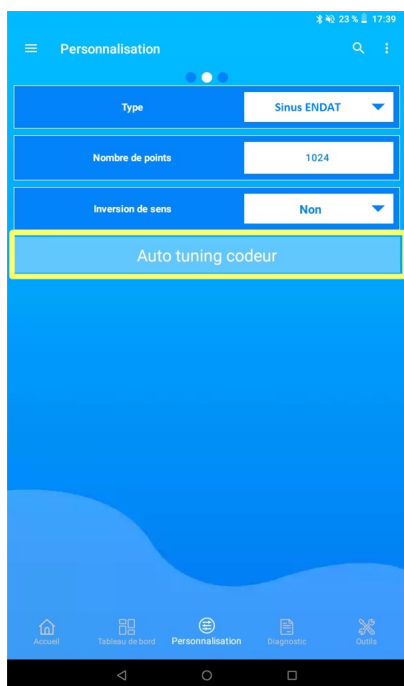 23 % 17:39
Personnalisation
Type
Sinus ENDAT
Nombre de points
1024
Inversion de sens
Non
Auto tuning codeur
Accueil
Tableau de bord
Personnalisation
Diagnostic
Outils